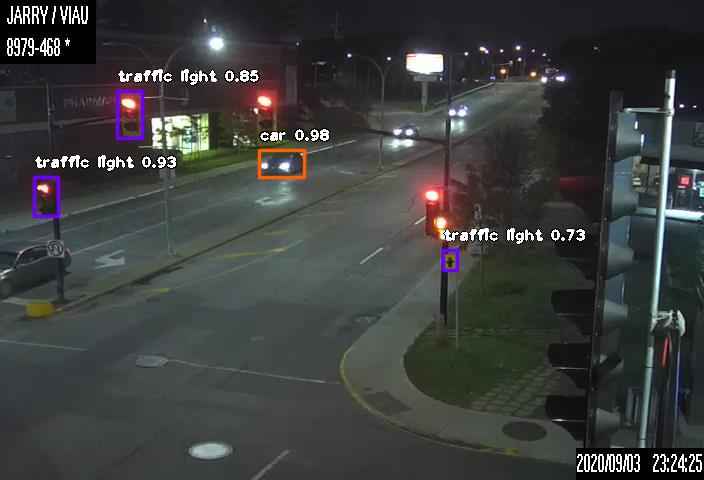 JARRY / VIAU
8979-468 *
traffic light 0.85
PHARMA
car 0.98
traffic light 0.93
traffic light 0.73
2020/09/03 23:24:25